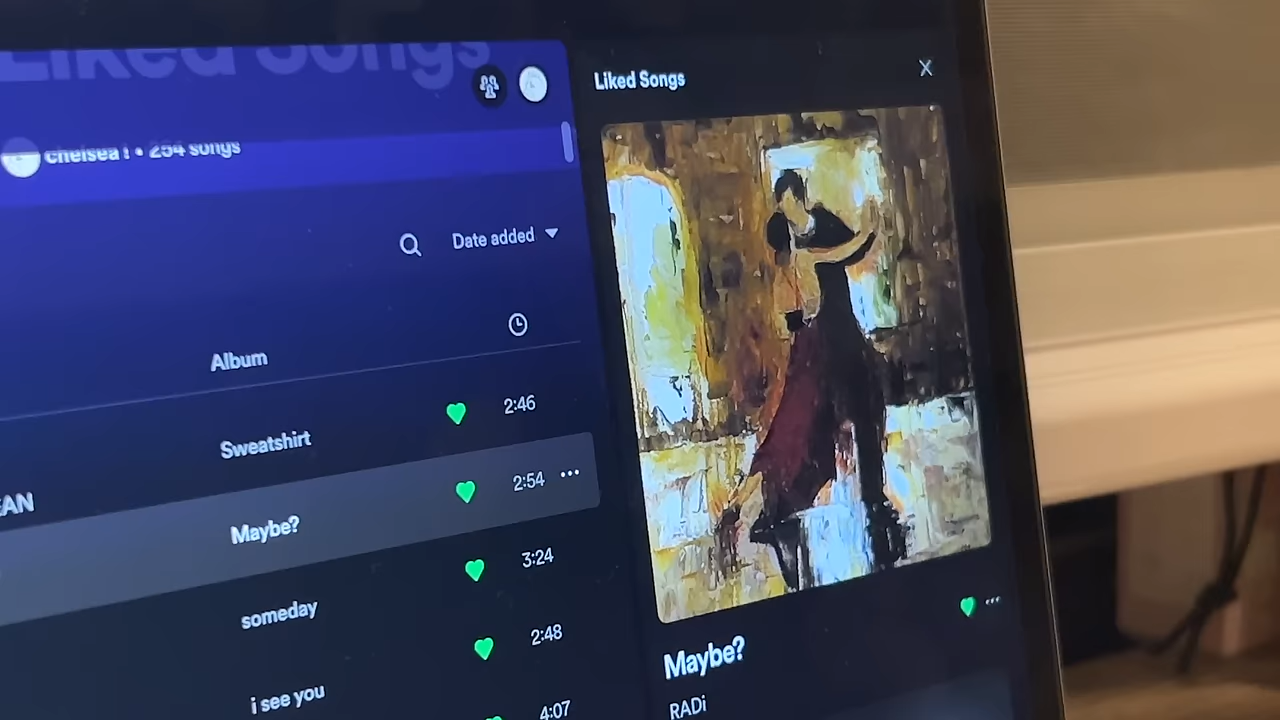 Liked Songs
Liked Songs
chelsea ! • 254 songs
Date added
Album
Sweatshirt
2:46
EAN
Maybe?
2:54
someday
3:24
i see you
2:48
4:07
Maybe?
RADi